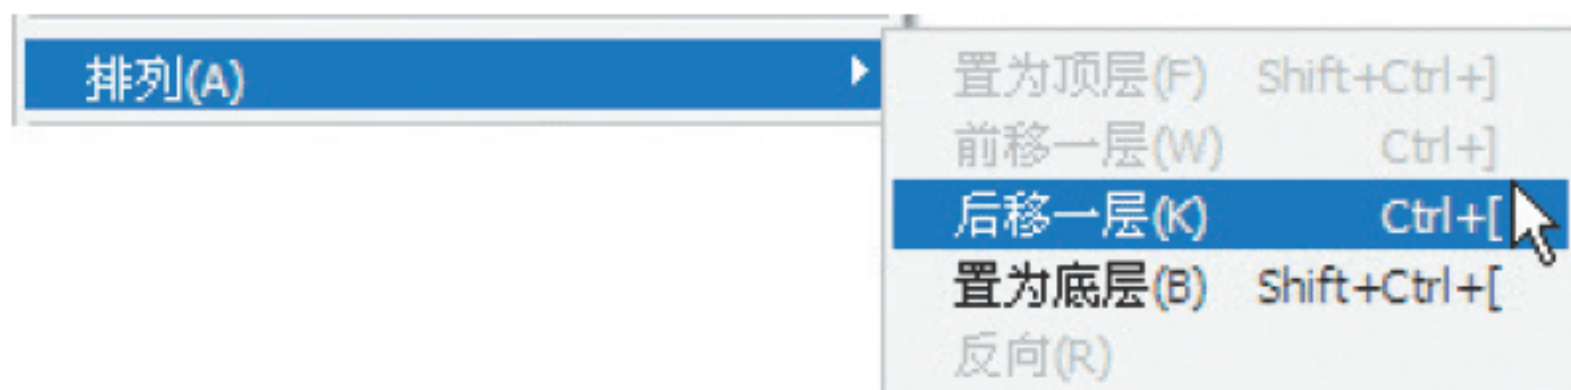 排列(A)
置为顶层(F) Shift+Ctrl+]
前移一层(W) Ctrl+]
后移一层(K) Ctrl+[
置为底层(B) Shift+Ctrl+[
反向(R)